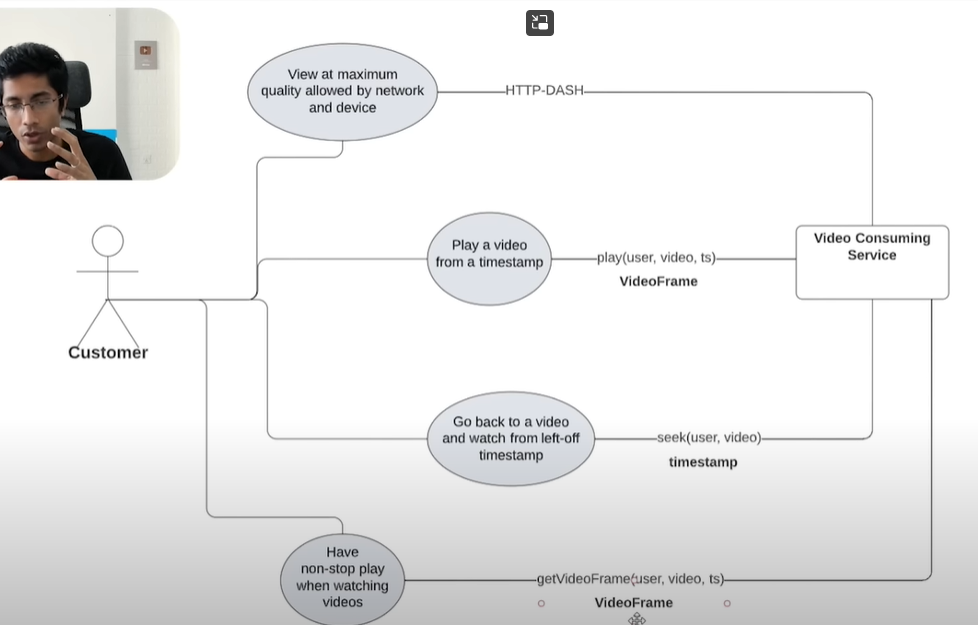 View at maximum
quality allowed by network
and device
HTTP-DASH
Play a video
from a timestamp
play(user, video, ts)
VideoFrame
Video Consuming
Service
Customer
Go back to a video
and watch from left-off
timestamp
seek(user, video)
timestamp
Have
non-stop play
when watching
videos
getVideoFrame(user, video, ts)
VideoFrame